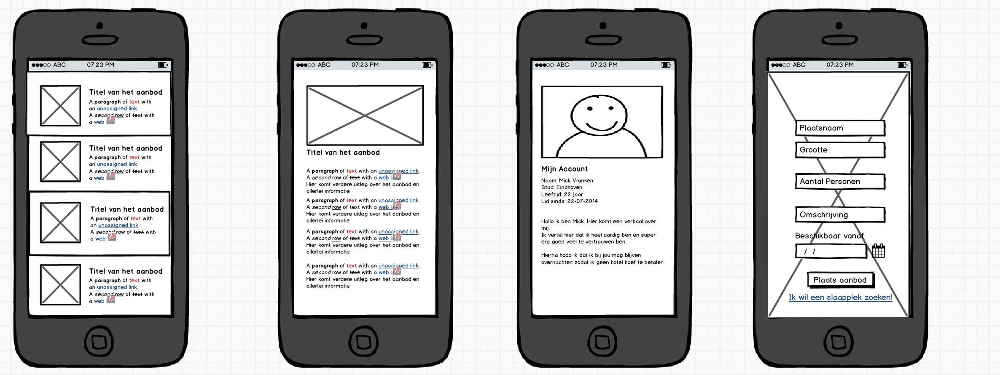 ABC 07:23 PM
Titel van het aanbod
A paragraph of text with
an unassigned link.
A second row of text with
a web
Titel van het aanbod
A paragraph of text with
an unassigned link.
A second row of text with
a web
Titel van het aanbod
A paragraph of text with
an unassigned link.
A second row of text with
a web
Titel van het aanbod
A paragraph of text with
an unassigned link.
A second row of text with
a web
ABC 07:23 PM
Titel van het aanbod
A paragraph of text with an unassigned link.
A second row of text with a web
Hier komt verdere uitleg over het aanbod en
allerlei informatie.
A paragraph of text with an unassigned link.
A second row of text with a web
Hier komt verdere uitleg over het aanbod en
allerlei informatie.
A paragraph of text with an unassigned link.
A second row of text with a web
Hier komt verdere uitleg over het aanbod en
allerlei informatie.
A paragraph of text with an unassigned link.
A second row of text with a web
Hier komt verdere uitleg over het aanbod en
allerlei informatie.
ABC 07:23 PM
Mijn Account
Naam: Mick Vranken
Stad: Eindhoven
Leeftijd: 22 jaar
Lid sinds: 22-07-2014
Hallo ik ben Mick. Hier komt een verhaal over
mij.
Ik vertel hier dat ik heel aardig ben en super
erg goed veel te vertrouwen ben.
Hierna hoop ik dat ik bij jou mag blijven
overnachten zodat ik geen hotel hoef te betalen.
ABC 07:23 PM
Plaatsnaam
Grootte
Aantal Personen
Omschrijving
Beschikbaar vanaf
/ /
Plaats aanbod
Ik wil een slaapplek zoeken!